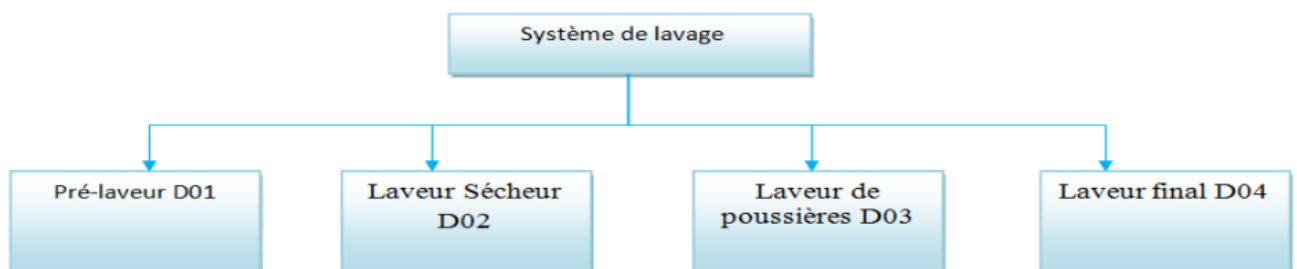 Système de lavage
Pré-laveur D01
Laveur Sécheur
D02
Laveur de
poussières D03
Laveur final D04